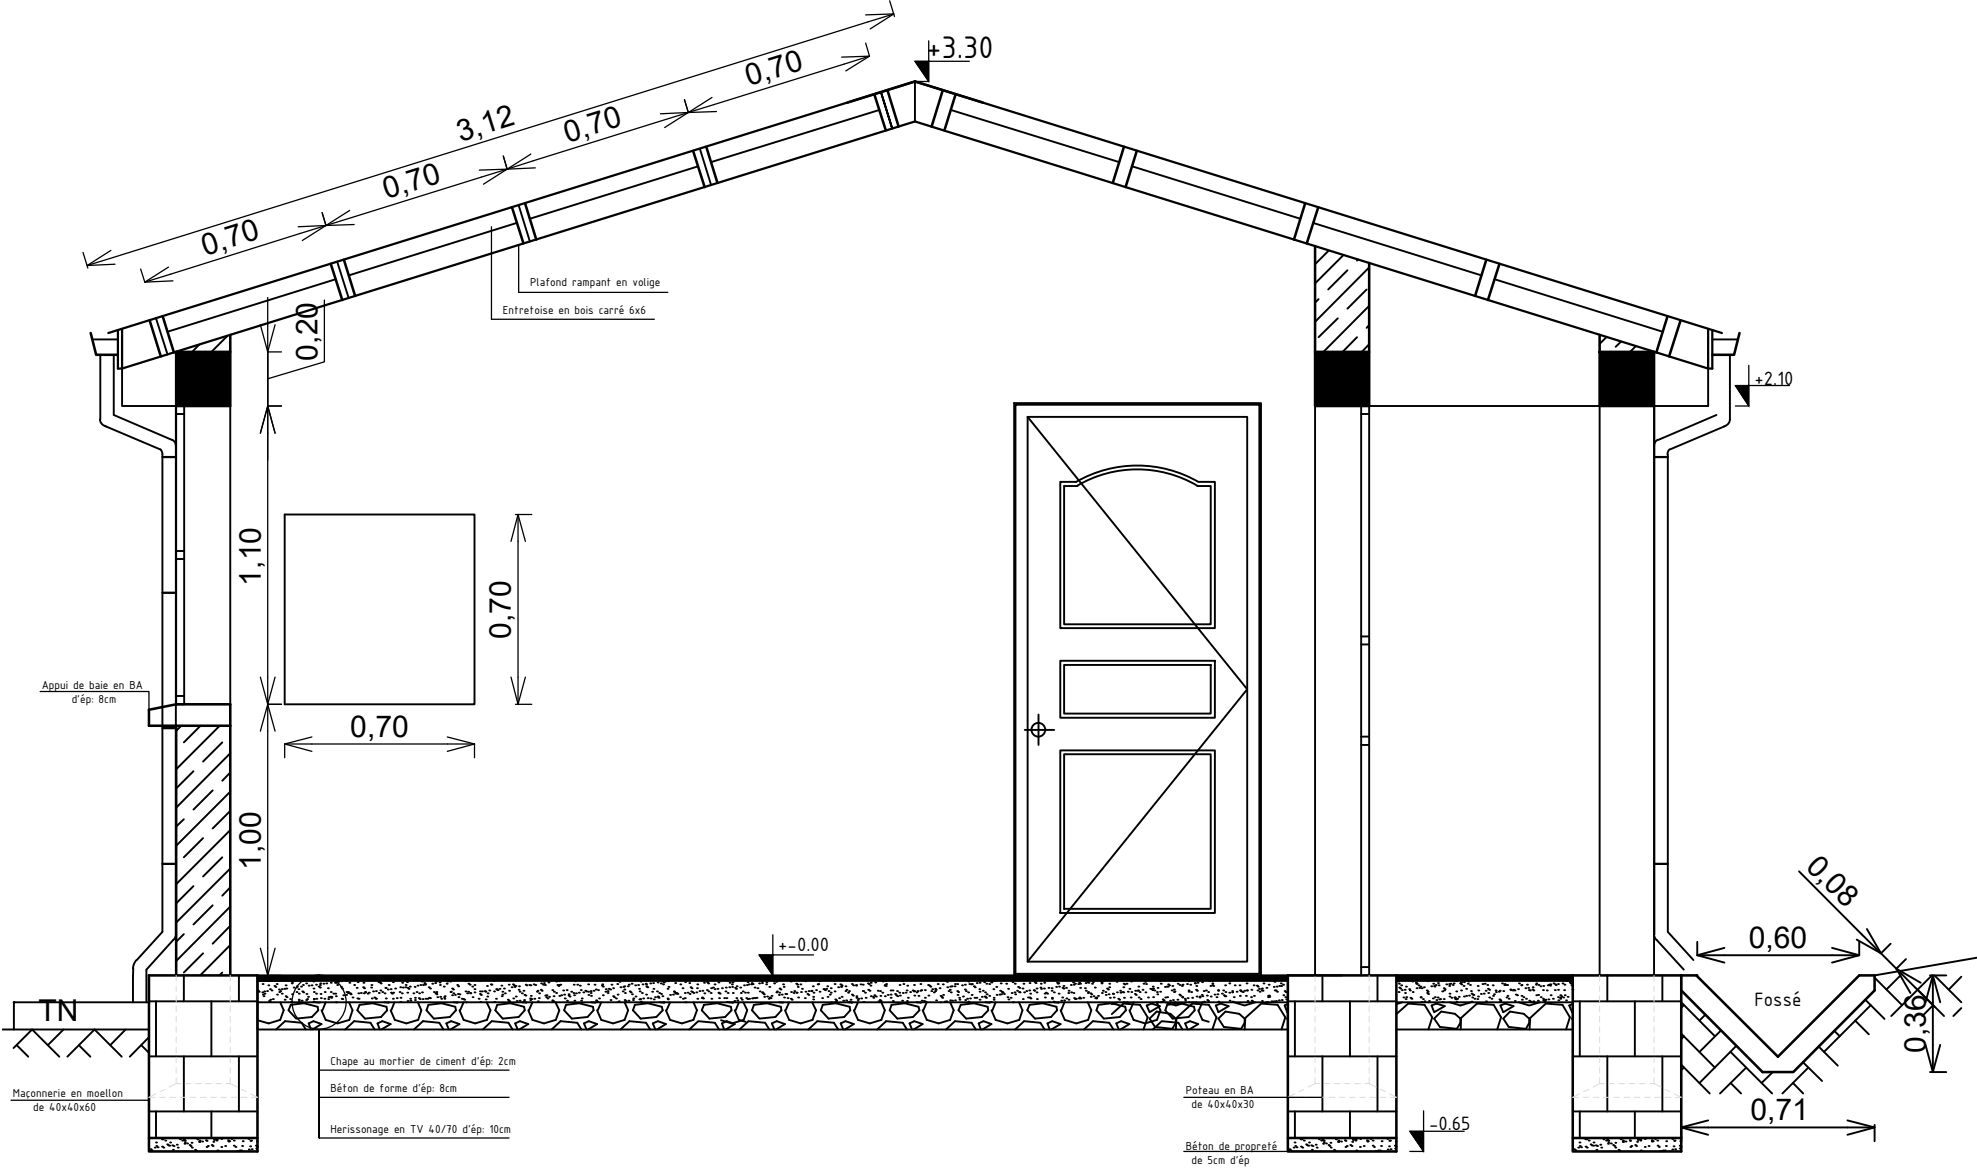 +3.30
0,70
3,12
0,70
0,70
0,70
Plafond rampant en volige
Entretoise en bois carré 6x6
0,20
+2.10
1,10
0,70
Appui de baie en BA
d'ép: 8cm
0,70
1,00
0,08
+-0.00
0,60
TN
Fossé
0,36
Chape au mortier de ciment d'ép: 2cm
Béton de forme d'ép: 8cm
Maçonnerie en moellon
de 40x40x60
Poteau en BA
de 40x40x30
0,71
Herissonage en TV 40/70 d'ép: 10cm
-0.65
Béton de propreté
de 5cm d'ép